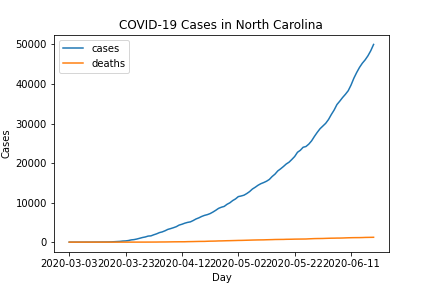 COVID-19 Cases in North Carolina
cases
deaths
50000
40000
30000
20000
10000
0
Cases
2020-03-03 2020-03-23 2020-04-12 2020-05-02 2020-05-22 2020-06-11
Day